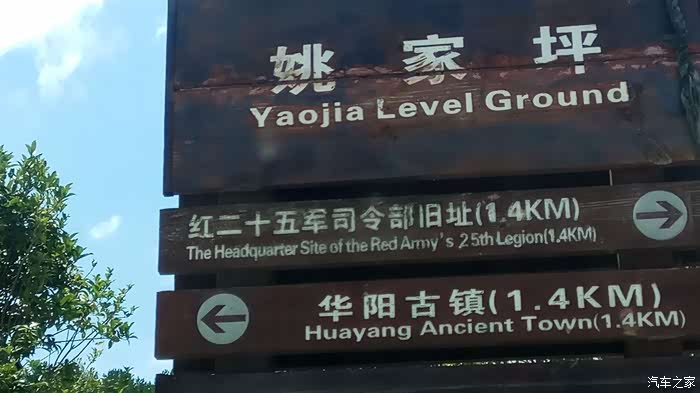 姚家坪
Yaojia Level Ground
红二十五军司令部旧址(1.4KM)
The Headquarter Site of the Red Army's 25th Legion(1.4KM)
华阳古镇(1.4KM)
Huayang Ancient Town(1.4KM)
汽车之家